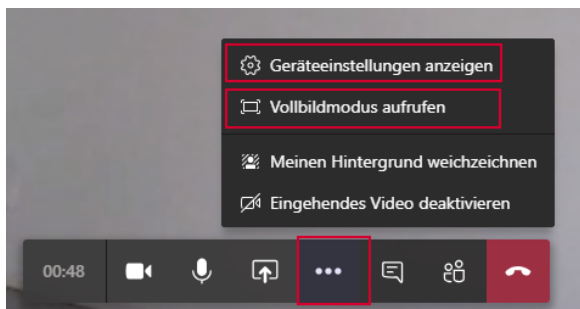 Geräteeinstellungen anzeigen
Vollbildmodus aufrufen
Meinen Hintergrund weichzeichnen
Eingehendes Video deaktivieren
00:48